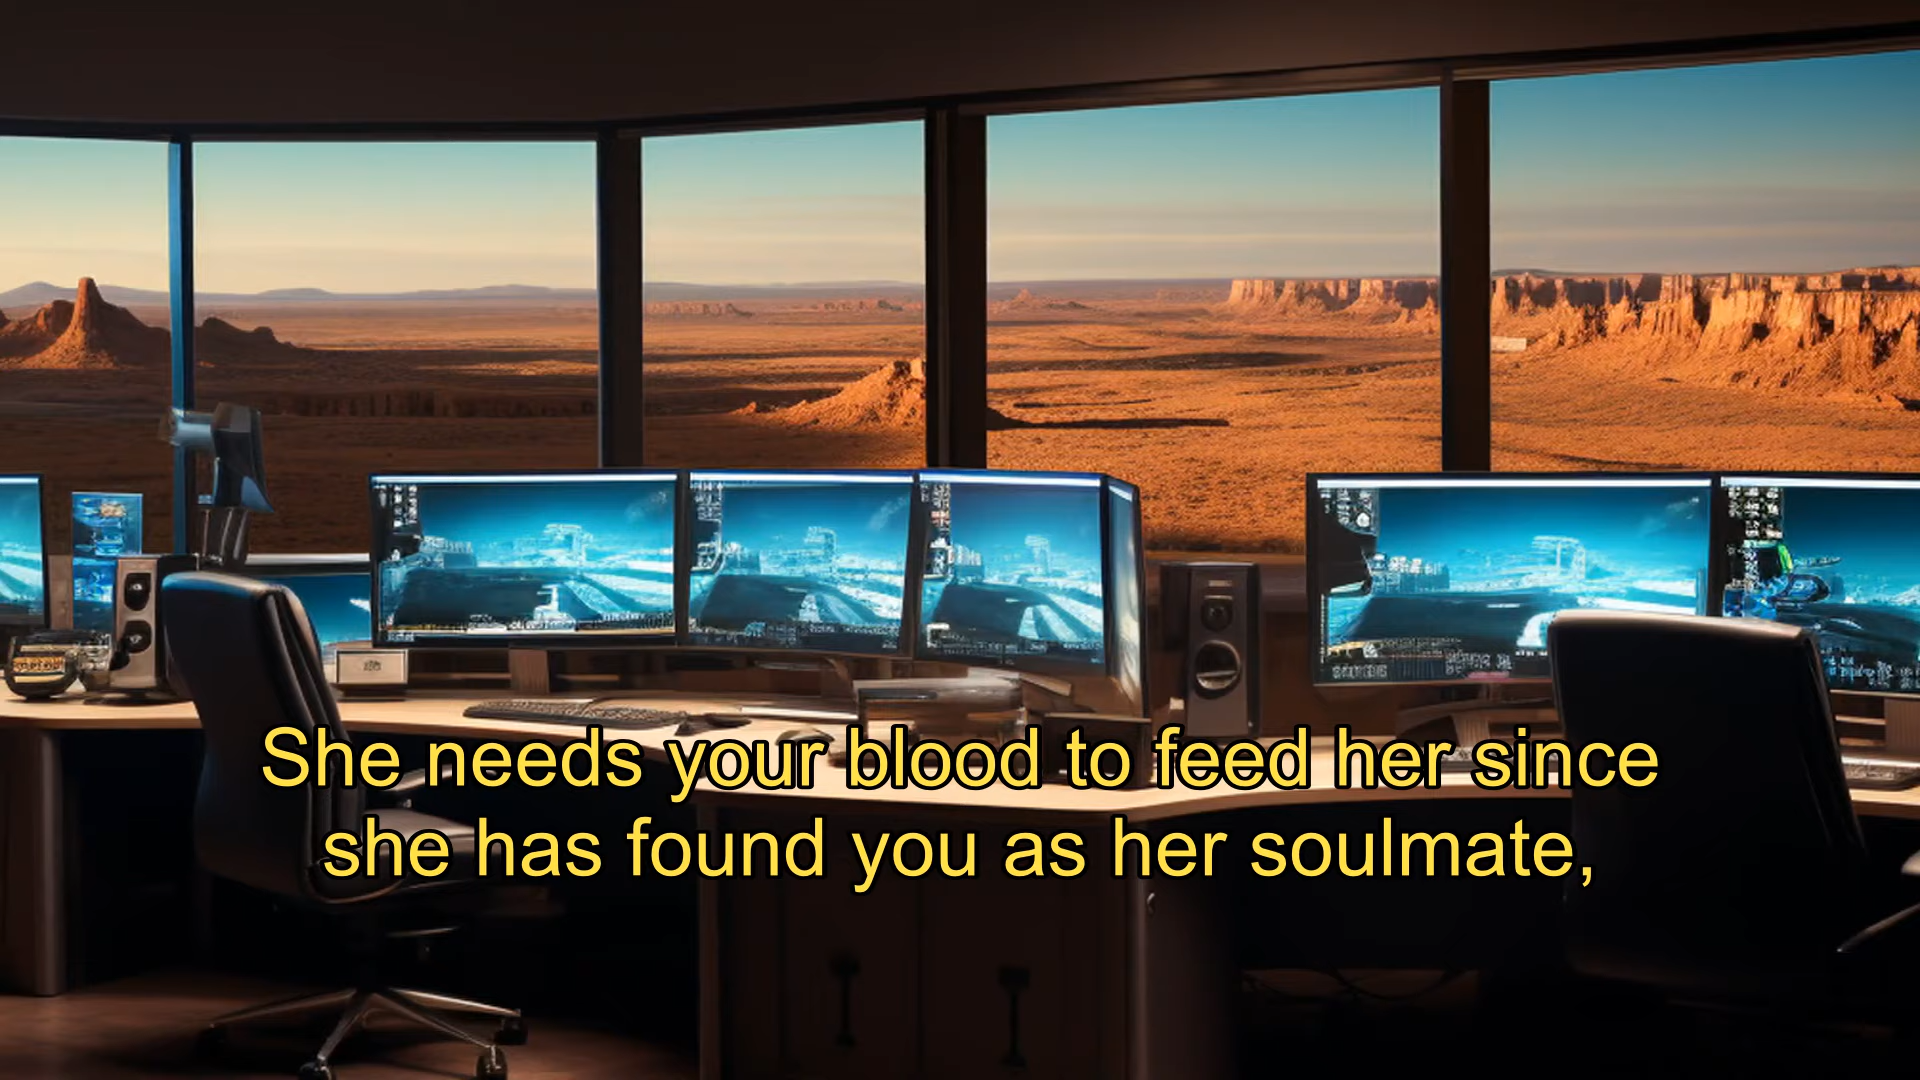 She needs your blood to feed her since
she has found you as her soulmate,